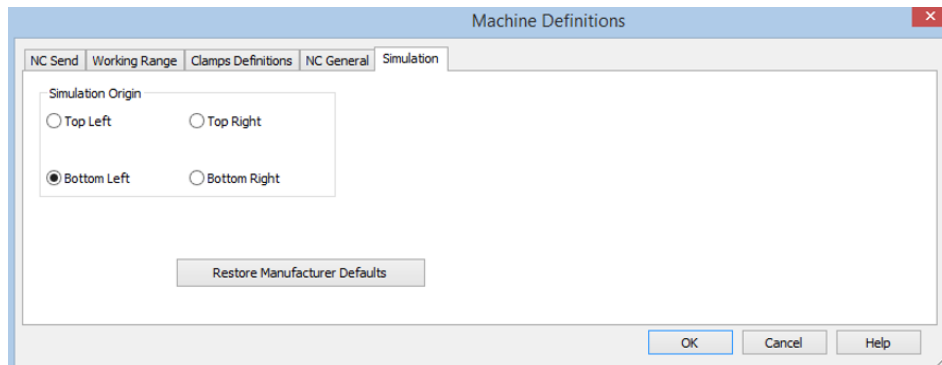 Machine Definitions
NC Send Working Range Clamps Definitions NC General Simulation
Simulation Origin
Top Left Top Right
Bottom Left Bottom Right
Restore Manufacturer Defaults
OK Cancel Help